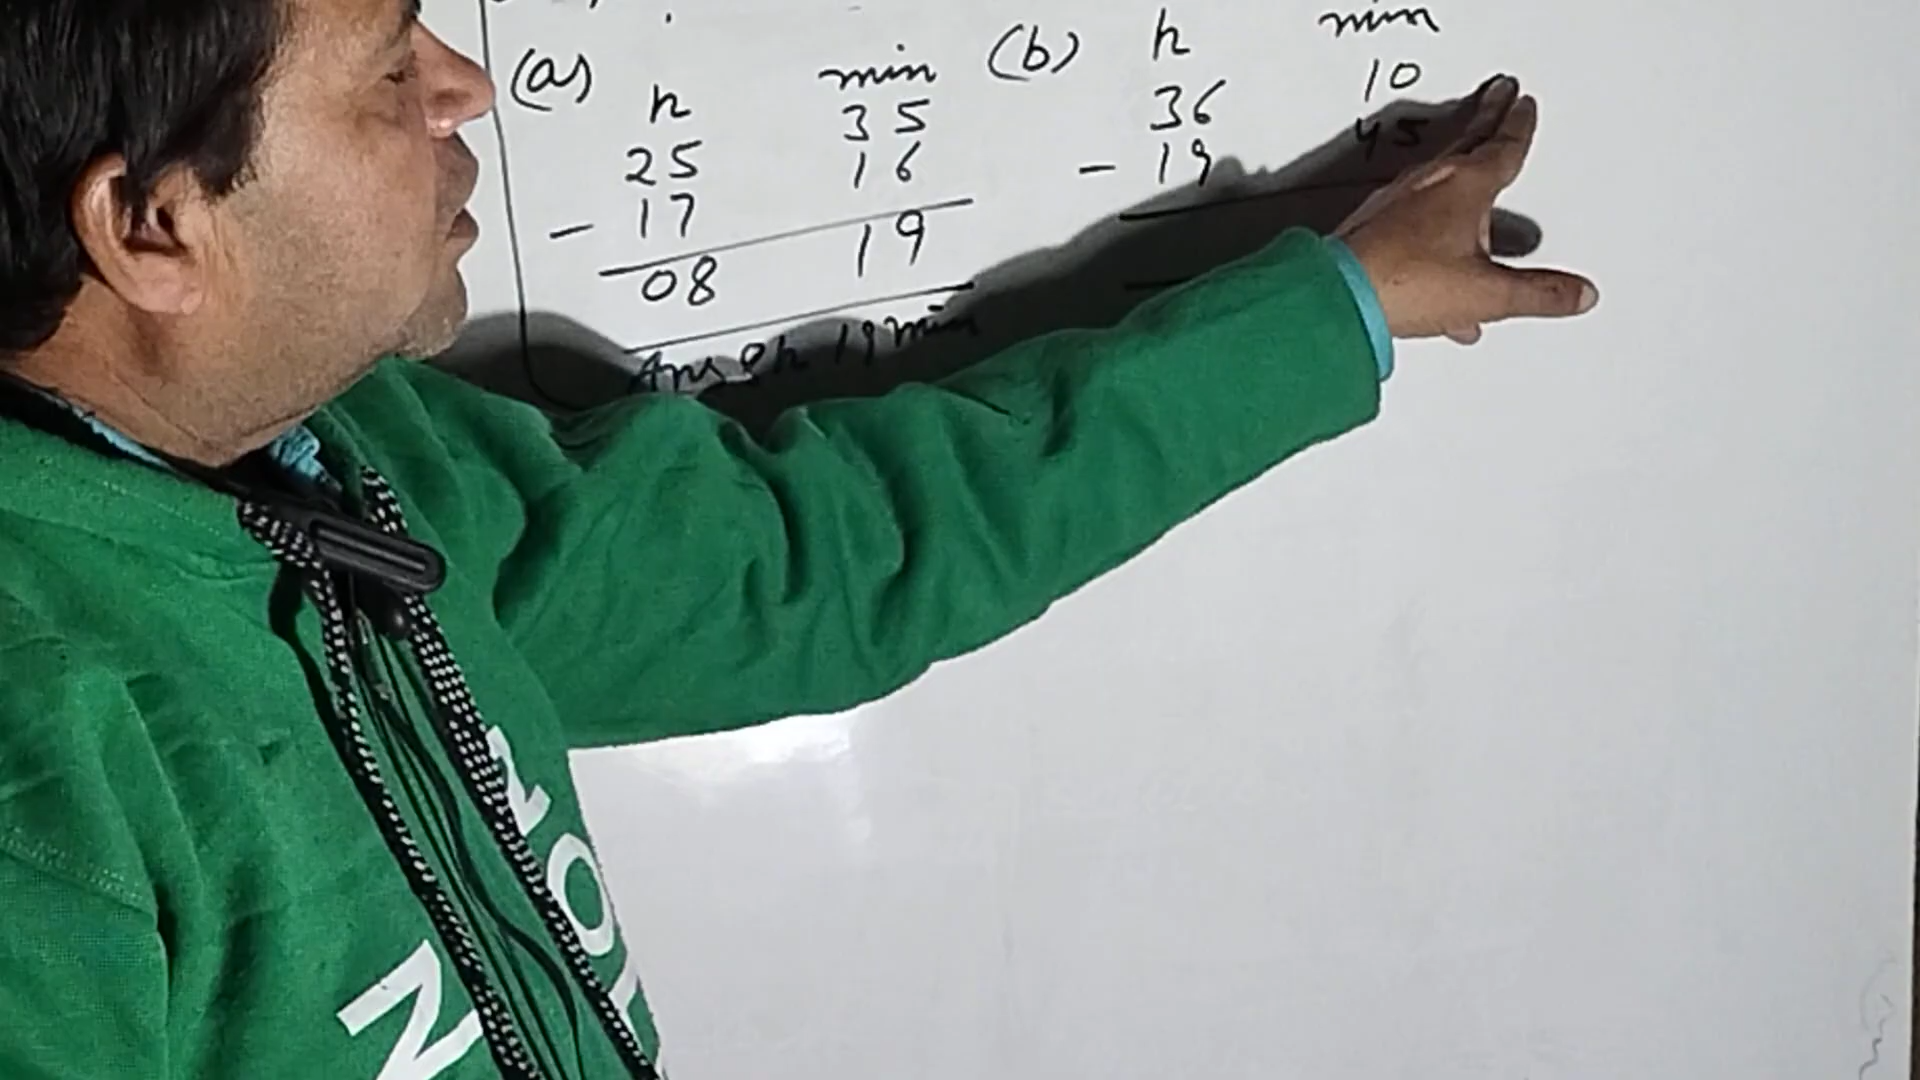 (a) h min
25 35
- 17 16
08 19
Ans 8h 19 min
(b) h min
36 10
- 19 45